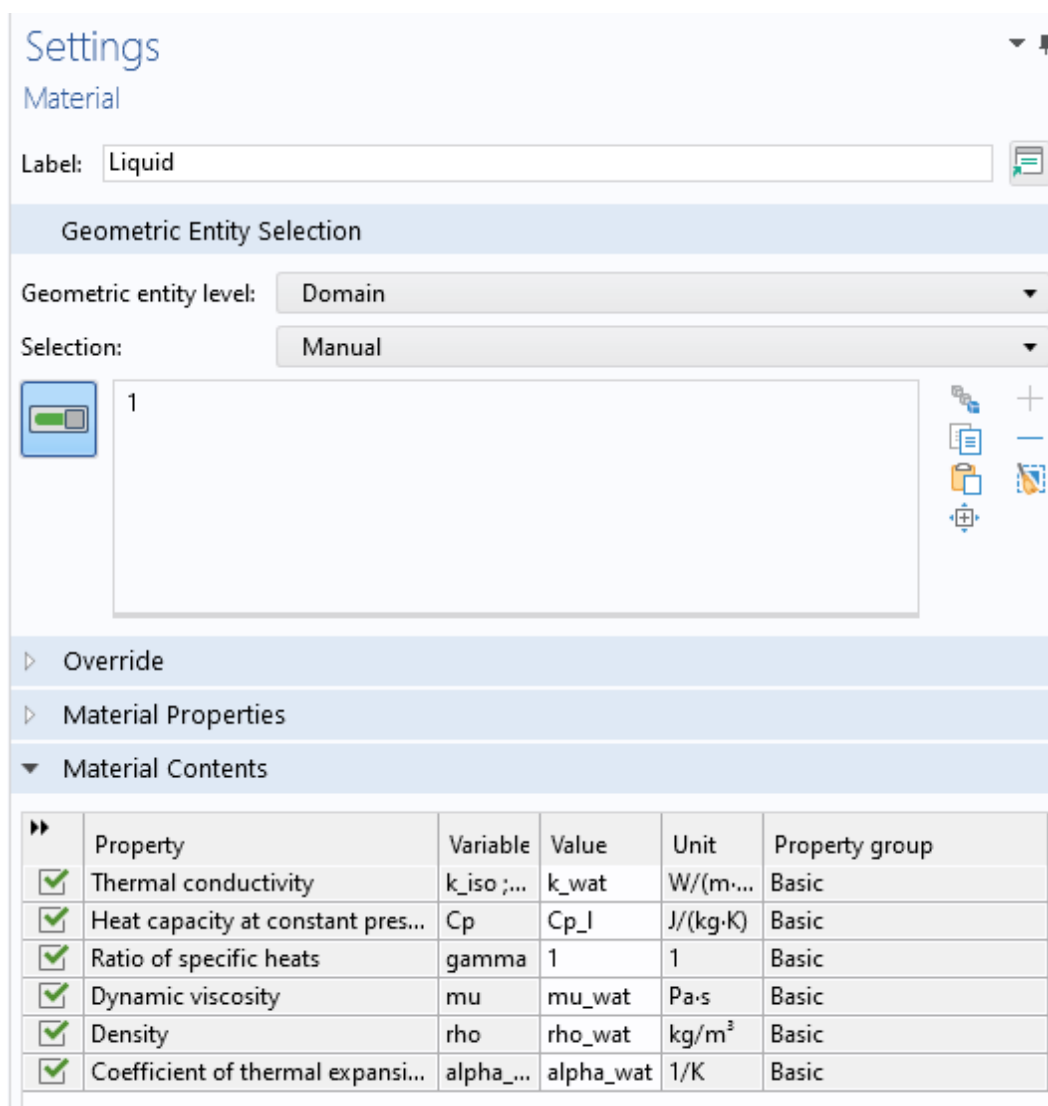 Settings
Material
Label: Liquid
Geometric Entity Selection
Geometric entity level: Domain
Selection: Manual
1
Override
Material Properties
Material Contents
Property Variable Value Unit Property group
Thermal conductivity k_iso ;... k_wat W/(m·... Basic
Heat capacity at constant pres... Cp Cp_l J/(kg·K) Basic
Ratio of specific heats gamma 1 1 Basic
Dynamic viscosity mu mu_wat Pa·s Basic
Density rho rho_wat kg/m³ Basic
Coefficient of thermal expansi... alpha_... alpha_wat 1/K Basic